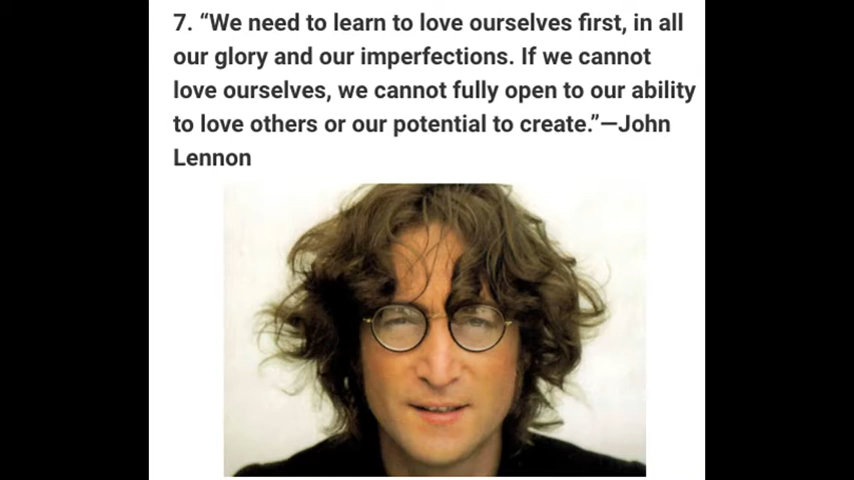 7. “We need to learn to love ourselves first, in all
our glory and our imperfections. If we cannot
love ourselves, we cannot fully open to our ability
to love others or our potential to create.”—John
Lennon